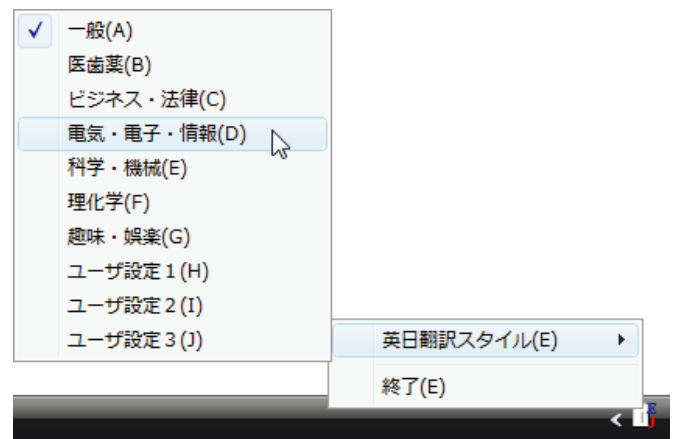 一般(A)
医歯薬(B)
ビジネス・法律(C)
電気・電子・情報(D)
科学・機械(E)
理化学(F)
趣味・娯楽(G)
ユーザ設定１(H)
ユーザ設定２(I)
ユーザ設定３(J)
英日翻訳スタイル(E)
終了(E)
E
J